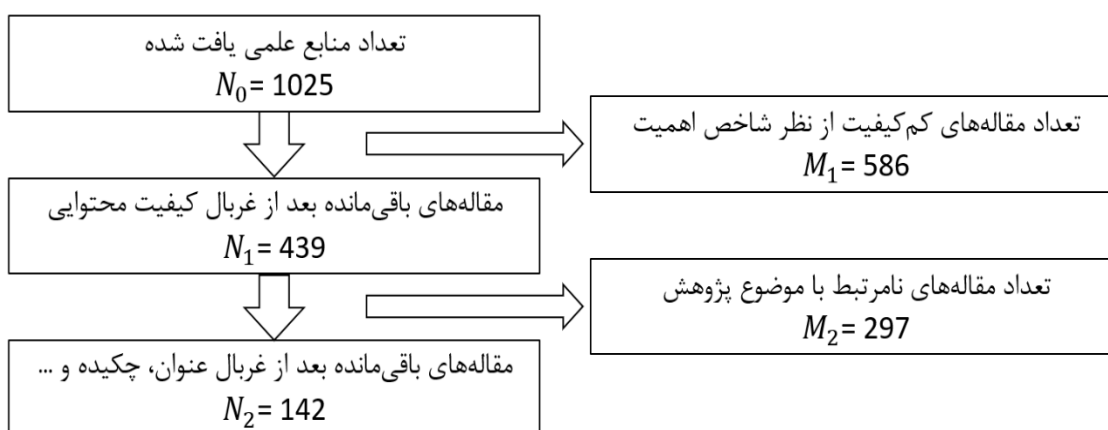 تعداد منابع علمی یافت شده
N₀= 1025
تعداد مقاله‌های کم‌کیفیت از نظر شاخص اهمیت
M₁= 586
مقاله‌های باقی‌مانده بعد از غربال کیفیت محتوایی
N₁= 439
تعداد مقاله‌های نامرتبط با موضوع پژوهش
M₂= 297
مقاله‌های باقی‌مانده بعد از غربال عنوان، چکیده و ...
N₂= 142